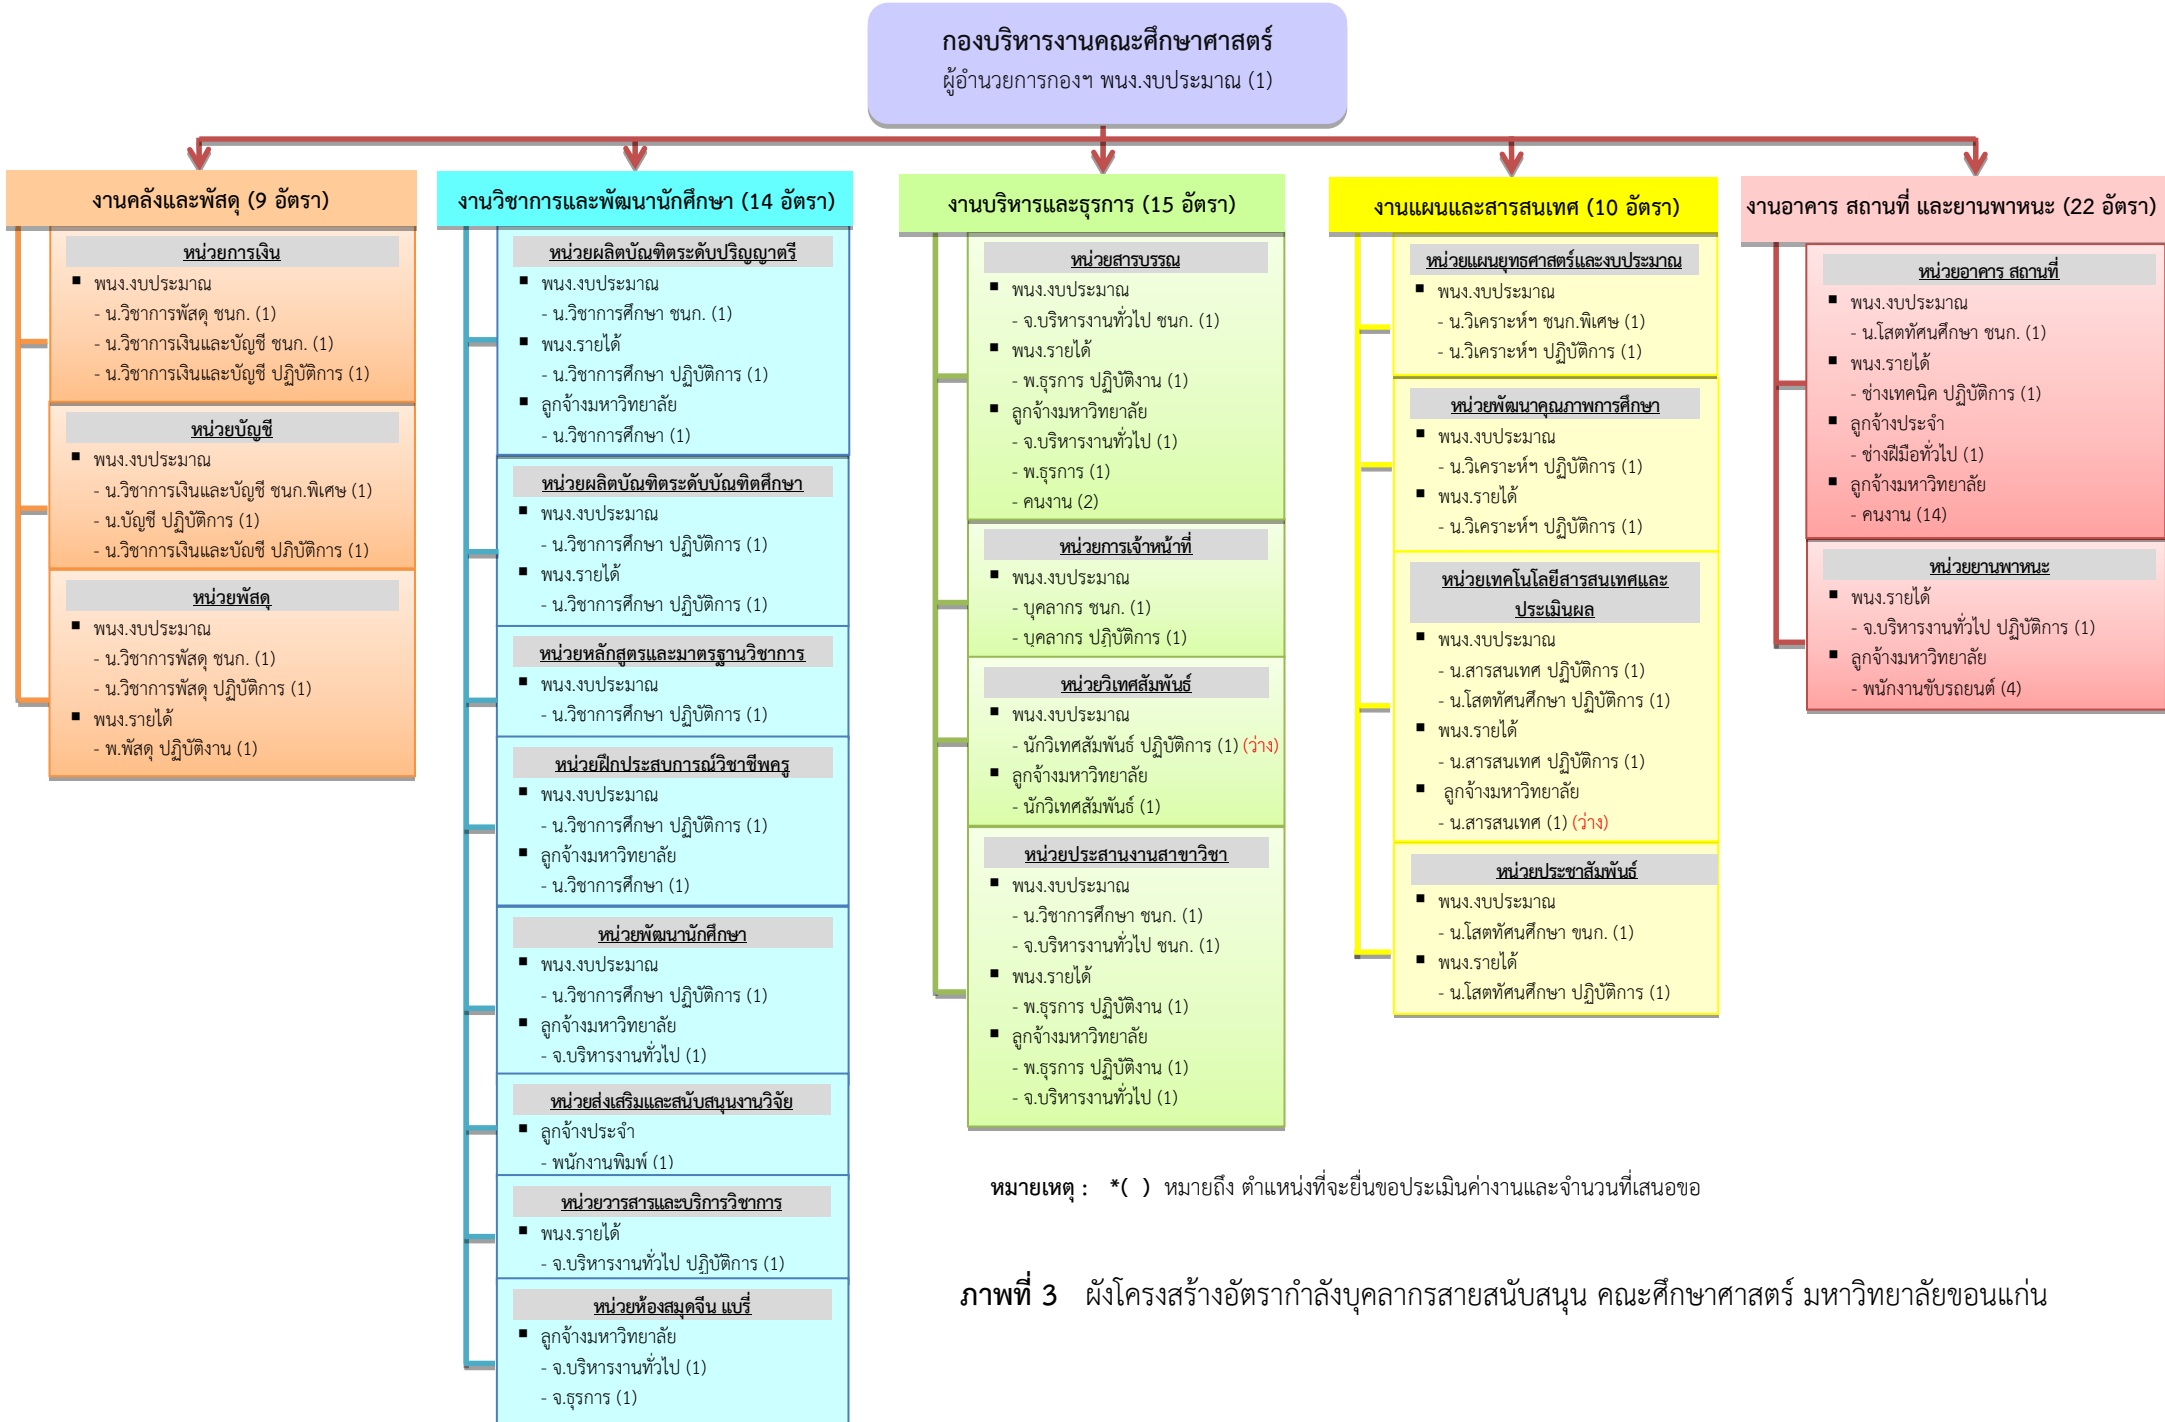 กองบริหารงานคณะศึกษาศาสตร์
ผู้อำนวยการกองฯ พนง.งบประมาณ (1)
งานคลังและพัสดุ (9 อัตรา)
หน่วยการเงิน
▪ พนง.งบประมาณ
- น.วิชาการพัสดุ ชนก. (1)
- น.วิชาการเงินและบัญชี ชนก. (1)
- น.วิชาการเงินและบัญชี ปฏิบัติการ (1)
หน่วยบัญชี
▪ พนง.งบประมาณ
- น.วิชาการเงินและบัญชี ชนก.พิเศษ (1)
- น.บัญชี ปฏิบัติการ (1)
- น.วิชาการเงินและบัญชี ปภิบัติการ (1)
หน่วยพัสดุ
▪ พนง.งบประมาณ
- น.วิชาการพัสดุ ชนก. (1)
- น.วิชาการพัสดุ ปฏิบัติการ (1)
▪ พนง.รายได้
- พ.พัสดุ ปฏิบัติงาน (1)
งานวิชาการและพัฒนานักศึกษา (14 อัตรา)
หน่วยผลิตบัณฑิตระดับปริญญาตรี
▪ พนง.งบประมาณ
- น.วิชาการศึกษา ชนก. (1)
▪ พนง.รายได้
- น.วิชาการศึกษา ปฏิบัติการ (1)
▪ ลูกจ้างมหาวิทยาลัย
- น.วิชาการศึกษา (1)
หน่วยผลิตบัณฑิตระดับบัณฑิตศึกษา
▪ พนง.งบประมาณ
- น.วิชาการศึกษา ปฏิบัติการ (1)
▪ พนง.รายได้
- น.วิชาการศึกษา ปฏิบัติการ (1)
หน่วยหลักสูตรและมาตรฐานวิชาการ
▪ พนง.งบประมาณ
- น.วิชาการศึกษา ปฏิบัติการ (1)
หน่วยฝึกประสบการณ์วิชาชีพครู
▪ พนง.งบประมาณ
- น.วิชาการศึกษา ปฏิบัติการ (1)
▪ ลูกจ้างมหาวิทยาลัย
- น.วิชาการศึกษา (1)
หน่วยพัฒนานักศึกษา
▪ พนง.งบประมาณ
- น.วิชาการศึกษา ปฏิบัติการ (1)
▪ ลูกจ้างมหาวิทยาลัย
- จ.บริหารงานทั่วไป (1)
หน่วยส่งเสริมและสนับสนุนงานวิจัย
▪ ลูกจ้างประจำ
- พนักงานพิมพ์ (1)
หน่วยวารสารและบริการวิชาการ
▪ พนง.รายได้
- จ.บริหารงานทั่วไป ปฏิบัติการ (1)
หน่วยห้องสมุดจีน แบรี่
▪ ลูกจ้างมหาวิทยาลัย
- จ.บริหารงานทั่วไป (1)
- จ.ธุรการ (1)
งานบริหารและธุรการ (15 อัตรา)
หน่วยสารบรรณ
▪ พนง.งบประมาณ
- จ.บริหารงานทั่วไป ชนก. (1)
▪ พนง.รายได้
- พ.ธุรการ ปฏิบัติงาน (1)
▪ ลูกจ้างมหาวิทยาลัย
- จ.บริหารงานทั่วไป (1)
- พ.ธุรการ (1)
- คนงาน (2)
หน่วยการเจ้าหน้าที่
▪ พนง.งบประมาณ
- บุคลากร ชนก. (1)
- บุคลากร ปฏิบัติการ (1)
หน่วยวิเทศสัมพันธ์
▪ พนง.งบประมาณ
- นักวิเทศสัมพันธ์ ปฏิบัติการ (1) (ว่าง)
▪ ลูกจ้างมหาวิทยาลัย
- นักวิเทศสัมพันธ์ (1)
หน่วยประสานงานสาขาวิชา
▪ พนง.งบประมาณ
- น.วิชาการศึกษา ชนก. (1)
- จ.บริหารงานทั่วไป ชนก. (1)
▪ พนง.รายได้
- พ.ธุรการ ปฏิบัติงาน (1)
▪ ลูกจ้างมหาวิทยาลัย
- พ.ธุรการ ปฏิบัติงาน (1)
- จ.บริหารงานทั่วไป (1)
งานแผนและสารสนเทศ (10 อัตรา)
หน่วยแผนยุทธศาสตร์และงบประมาณ
▪ พนง.งบประมาณ
- น.วิเคราะห์ฯ ชนก.พิเศษ (1)
- น.วิเคราะห์ฯ ปฏิบัติการ (1)
หน่วยพัฒนาคุณภาพการศึกษา
▪ พนง.งบประมาณ
- น.วิเคราะห์ฯ ปฏิบัติการ (1)
▪ พนง.รายได้
- น.วิเคราะห์ฯ ปฏิบัติการ (1)
หน่วยเทคโนโลยีสารสนเทศและ
ประเมินผล
▪ พนง.งบประมาณ
- น.สารสนเทศ ปฏิบัติการ (1)
- น.โสตทัศนศึกษา ปฏิบัติการ (1)
▪ พนง.รายได้
- น.สารสนเทศ ปฏิบัติการ (1)
▪ ลูกจ้างมหาวิทยาลัย
- น.สารสนเทศ (1) (ว่าง)
หน่วยประชาสัมพันธ์
▪ พนง.งบประมาณ
- น.โสตทัศนศึกษา ขนก. (1)
▪ พนง.รายได้
- น.โสตทัศนศึกษา ปฏิบัติการ (1)
งานอาคาร สถานที่ และยานพาหนะ (22 อัตรา)
หน่วยอาคาร สถานที่
▪ พนง.งบประมาณ
- น.โสตทัศนศึกษา ชนก. (1)
▪ พนง.รายได้
- ช่างเทคนิค ปฏิบัติการ (1)
▪ ลูกจ้างประจำ
- ช่างฝีมือทั่วไป (1)
▪ ลูกจ้างมหาวิทยาลัย
- คนงาน (14)
หน่วยยานพาหนะ
▪ พนง.รายได้
- จ.บริหารงานทั่วไป ปฏิบัติการ (1)
▪ ลูกจ้างมหาวิทยาลัย
- พนักงานขับรถยนต์ (4)
หมายเหตุ : *( ) หมายถึง ตำแหน่งที่จะยื่นขอประเมินค่างานและจำนวนที่เสนอขอ
ภาพที่ 3 ผังโครงสร้างอัตรากำลังบุคลากรสายสนับสนุน คณะศึกษาศาสตร์ มหาวิทยาลัยขอนแก่น